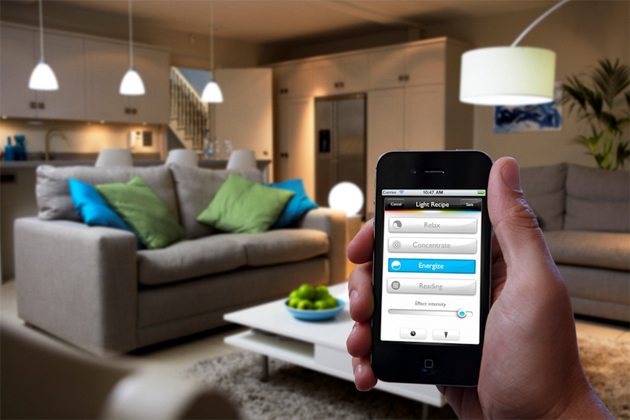 Carrier 10:47 AM
Cancel Light Recipe Save
Relax
Concentrate
Energize
Reading
Effect intensity